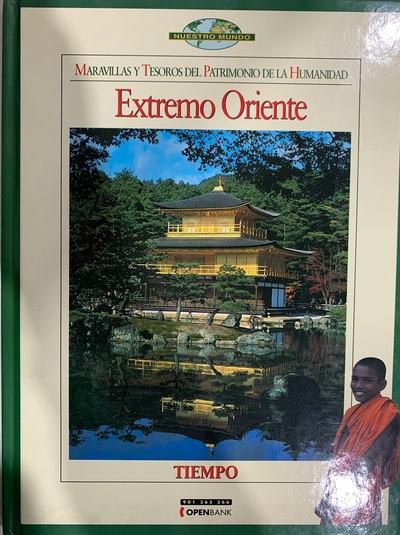 NUESTRO MUNDO
MARAVILLAS Y TESOROS DEL PATRIMONIO DE LA HUMANIDAD
Extremo Oriente
TIEMPO
901 365 366
OPENBANK